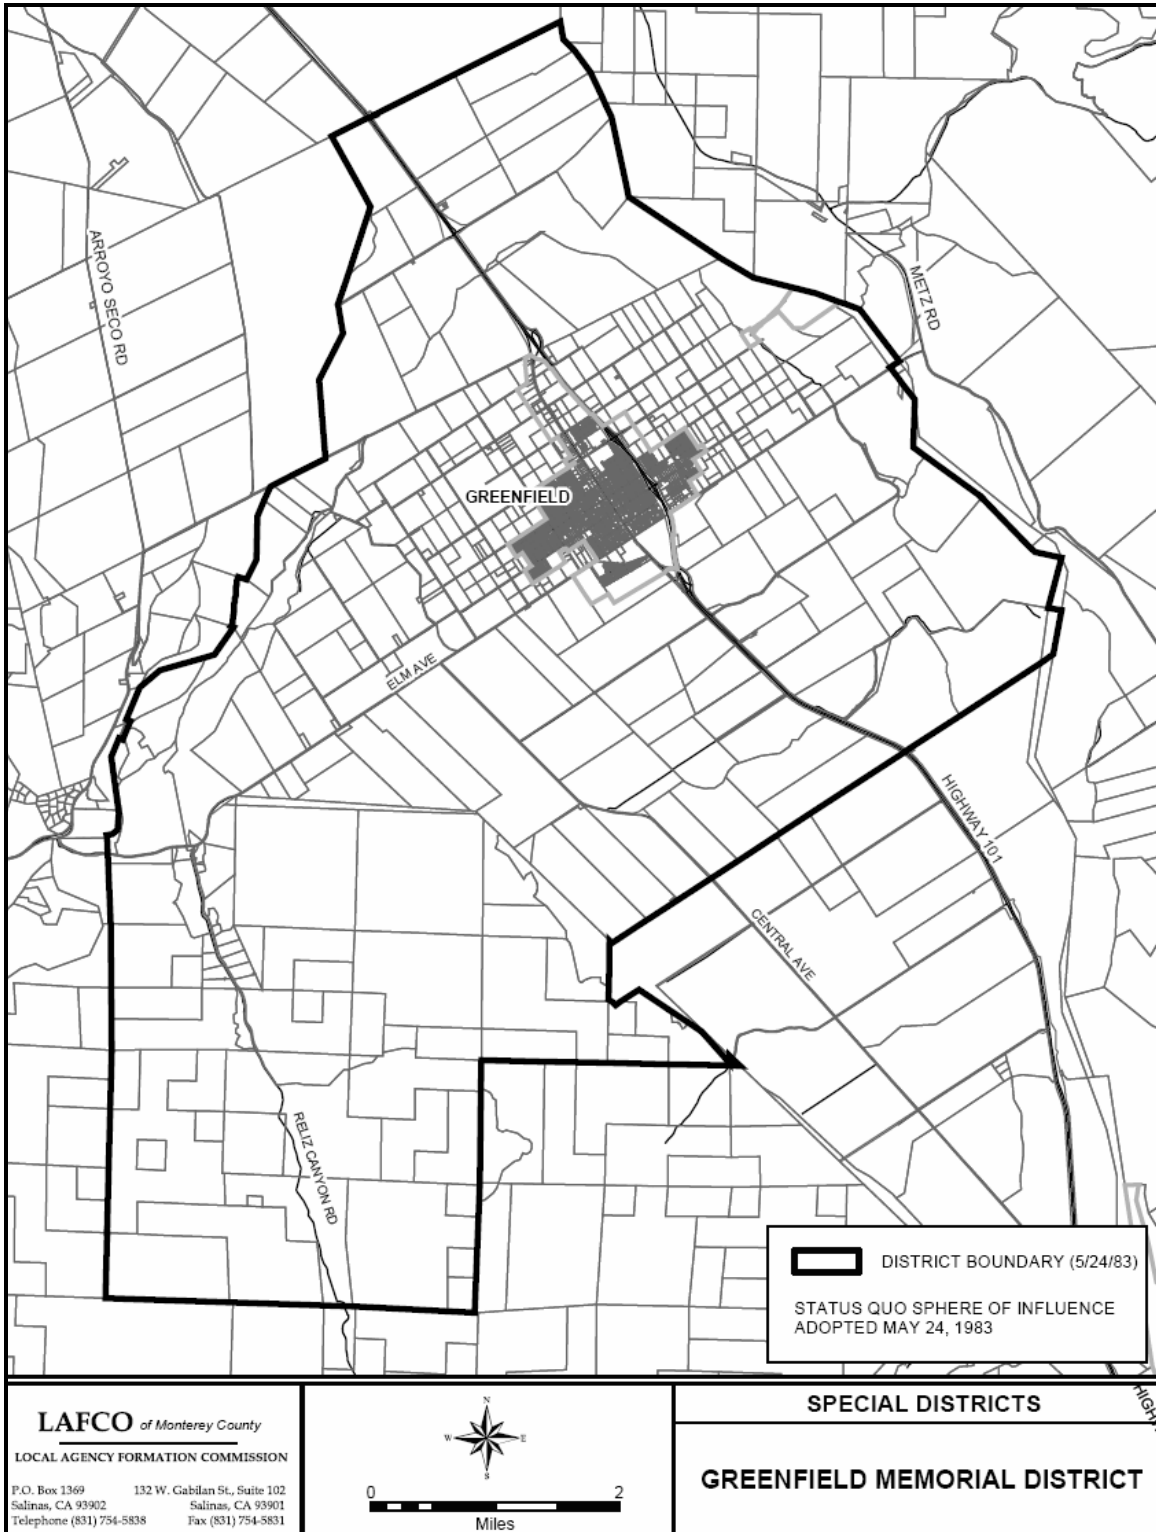 ARROYO SECO RD
METZ RD
GREENFIELD
ELM AVE
HIGHWAY 101
CENTRAL AVE
RELIZ CANYON RD
DISTRICT BOUNDARY (5/24/83)
STATUS QUO SPHERE OF INFLUENCE
ADOPTED MAY 24, 1983
LAFCO of Monterey County
LOCAL AGENCY FORMATION COMMISSION
P.O. Box 1369 132 W. Gabilan St., Suite 102
Salinas, CA 93902 Salinas, CA 93901
Telephone (831) 754-5838 Fax (831) 754-5831
N
W E
S
0 2
Miles
SPECIAL DISTRICTS
GREENFIELD MEMORIAL DISTRICT